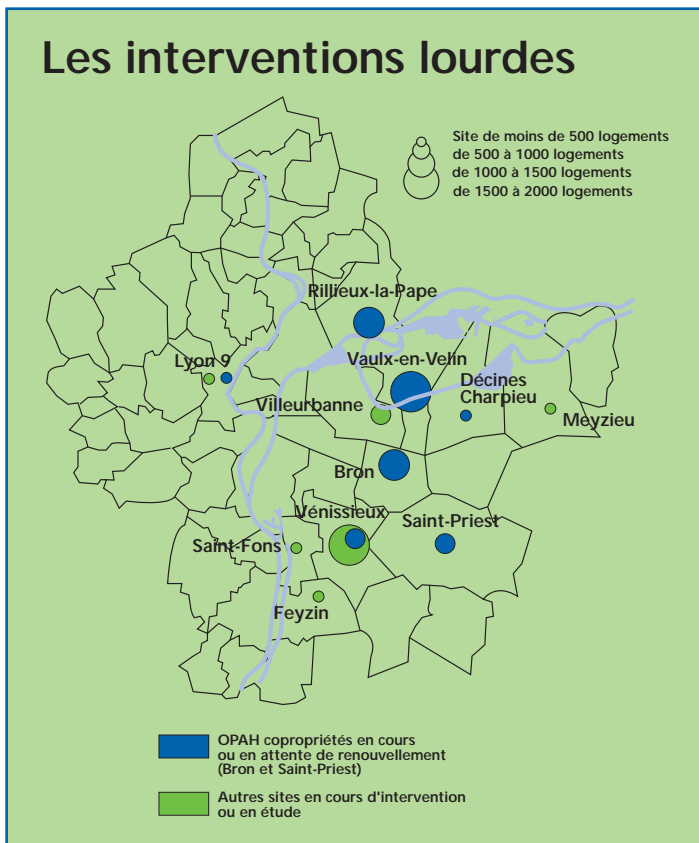 Les interventions lourdes
Site de moins de 500 logements
de 500 à 1000 logements
de 1000 à 1500 logements
de 1500 à 2000 logements
Rillieux-la-Pape
Lyon 9
Vaulx-en-Velin
Décines
Charpieu
Villeurbanne
Meyzieu
Bron
Vénissieux
Saint-Priest
Saint-Fons
Feyzin
OPAH copropriétés en cours
ou en attente de renouvellement
(Bron et Saint-Priest)
Autres sites en cours d'intervention
ou en étude